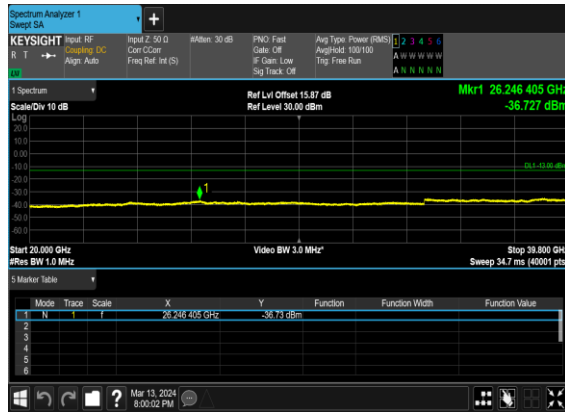 Spectrum Analyzer 1
Swept SA
+
KEYSIGHT Input: RF Input Z: 50 Ω #Atten: 30 dB PNO: Fast Avg Type: Power (RMS) 1 2 3 4 5 6
R T Coupling: DC Corr CCorr Gate: Off Avg|Hold: 100/100 A W W W W W
Align: Auto Freq Ref: Int (S) IF Gain: Low Trig: Free Run
Sig Track: Off A N N N N N
1 Spectrum
Ref Lvl Offset 15.87 dB Mkr1 26.246 405 GHz
Scale/Div 10 dB Ref Level 30.00 dBm -36.727 dBm
Log
20.0
10.0
0.00
-10.0 DL1 -13.00 dBm
-20.0
-30.0 1
-40.0
-50.0
-60.0
Start 20.000 GHz Video BW 3.0 MHz* Stop 39.800 GHz
#Res BW 1.0 MHz Sweep 34.7 ms (40001 pts)
5 Marker Table
Mode Trace Scale X Y Function Function Width Function Value
1 N 1 f 26.246 405 GHz -36.73 dBm
2
3
4
5
6
? Mar 13, 2024
8:00:02 PM